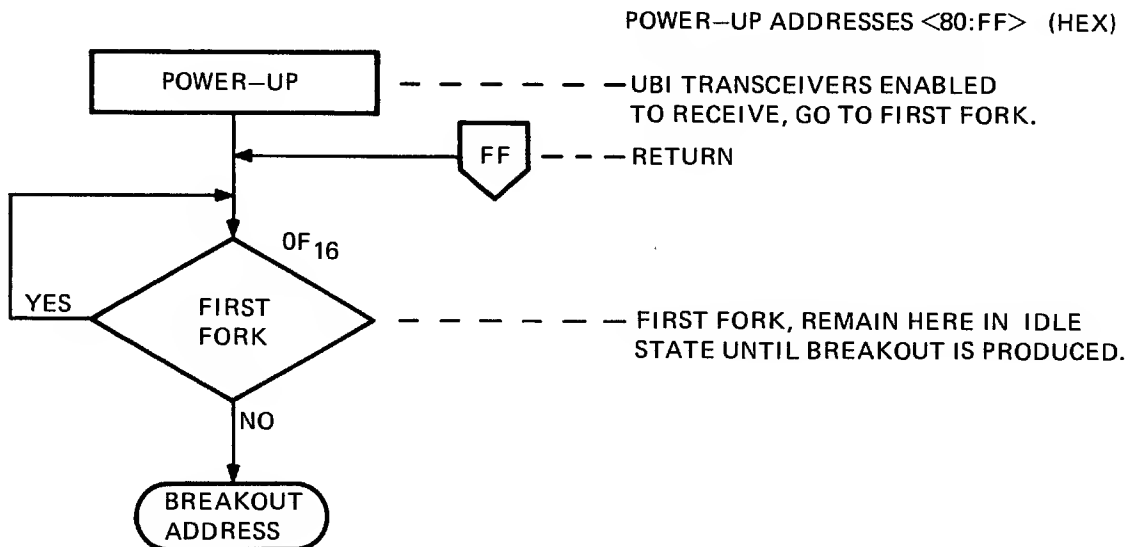 POWER–UP ADDRESSES <80:FF> (HEX)
POWER–UP
UBI TRANSCEIVERS ENABLED
TO RECEIVE, GO TO FIRST FORK.
FF
RETURN
0F16
YES
FIRST
FORK
FIRST FORK, REMAIN HERE IN IDLE
STATE UNTIL BREAKOUT IS PRODUCED.
NO
BREAKOUT
ADDRESS